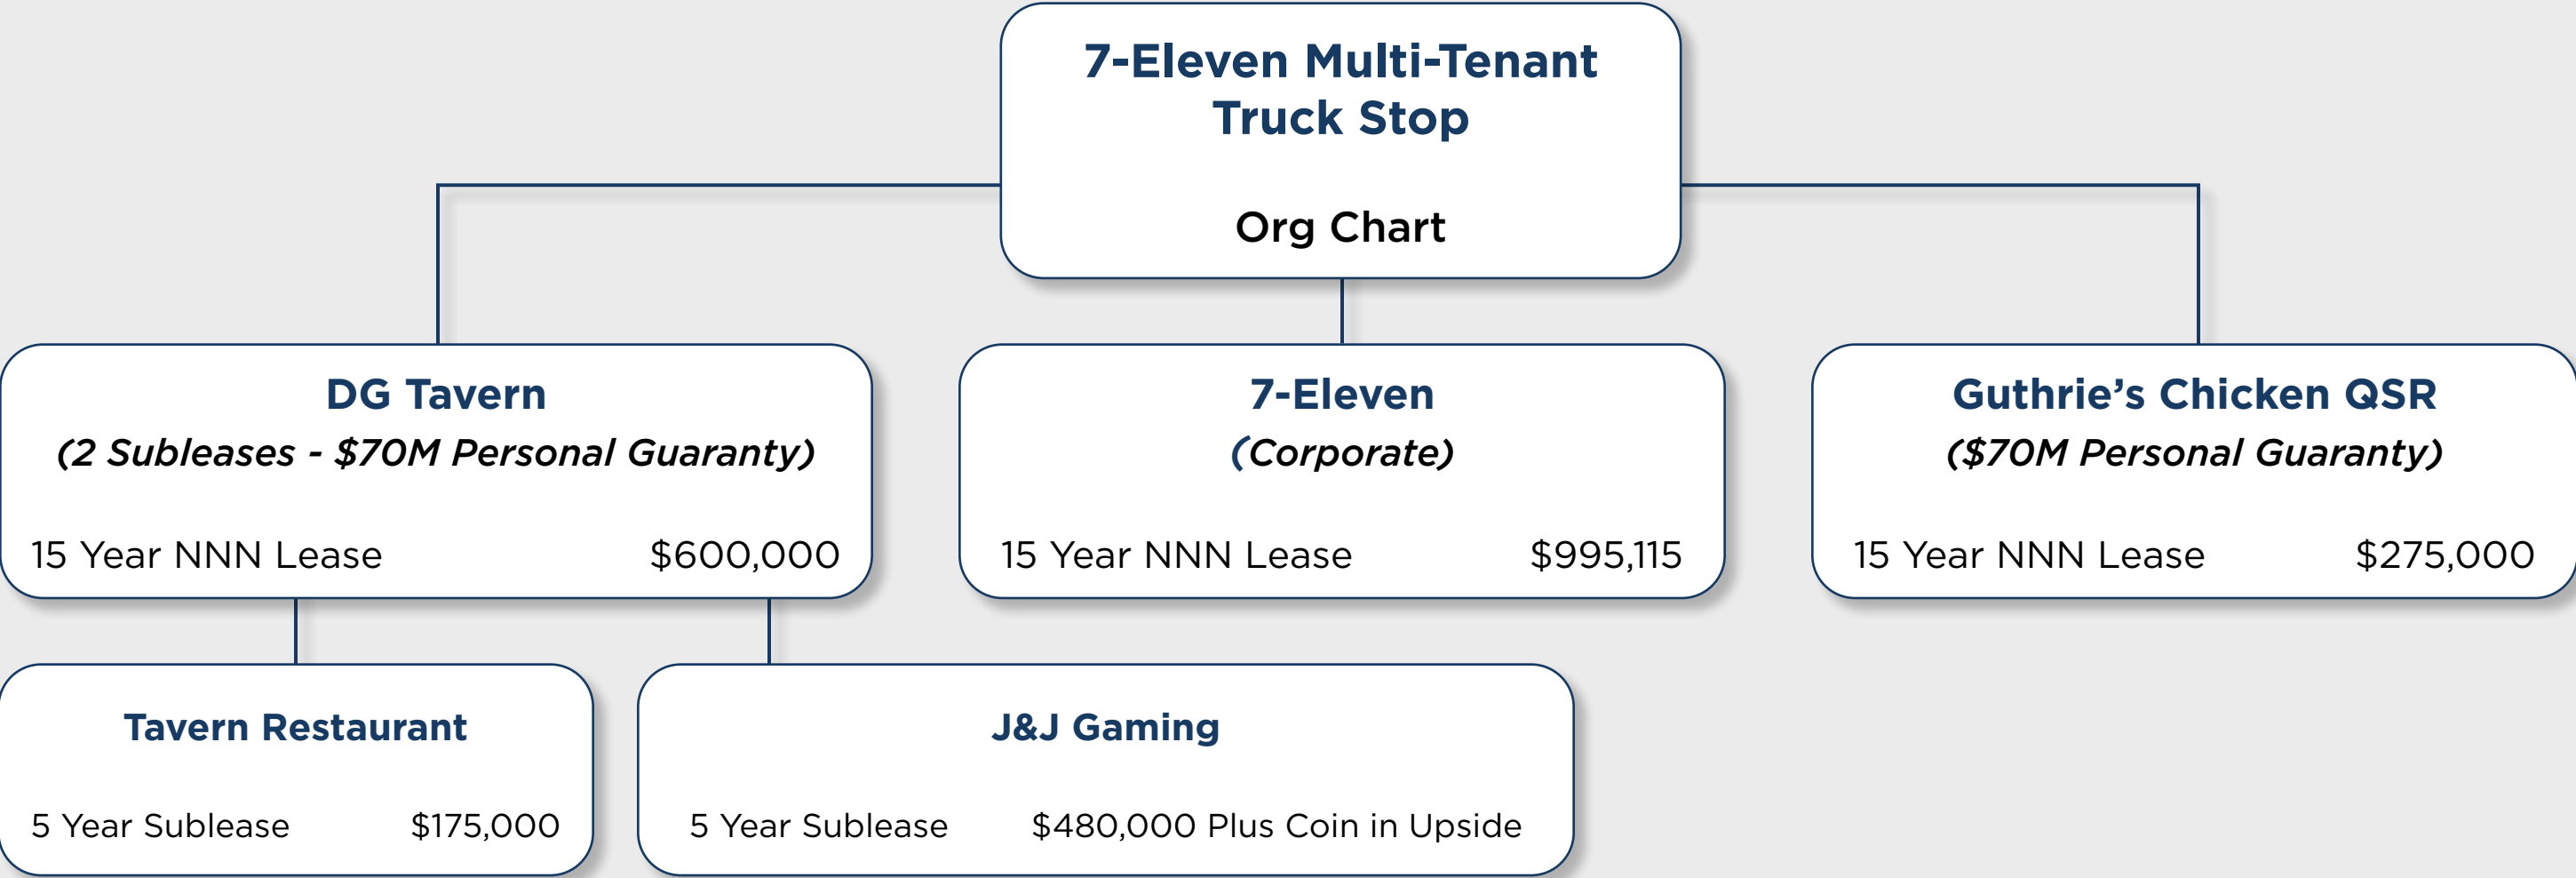 7-Eleven Multi-Tenant
Truck Stop
Org Chart
DG Tavern
(2 Subleases - $70M Personal Guaranty)
15 Year NNN Lease $600,000
7-Eleven
(Corporate)
15 Year NNN Lease $995,115
Guthrie’s Chicken QSR
($70M Personal Guaranty)
15 Year NNN Lease $275,000
Tavern Restaurant
5 Year Sublease $175,000
J&J Gaming
5 Year Sublease $480,000 Plus Coin in Upside